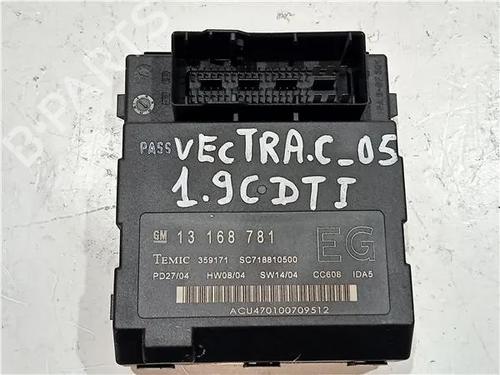 B-PARTS
PASS VECTRA.C_05
1.9CDTI
GM 13 168 781 EG
TEMIC 359171 SC718810500
PD27/04 HW08/04 SW14/04 CC608 IDA5
ACU470100709512